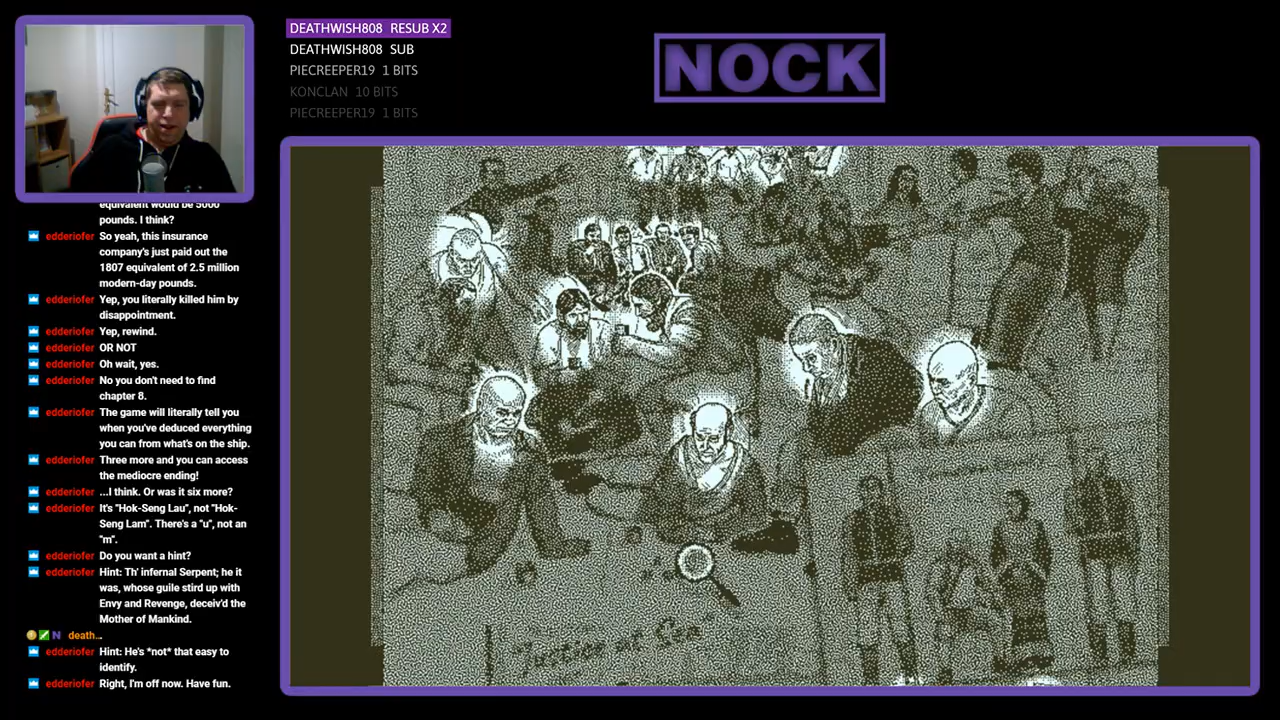 DEATHWISH808 RESUB X2
DEATHWISH808 SUB
PIECREEPER19 1 BITS
KONCLAN 10 BITS
PIECREEPER19 1 BITS
NOCK
equivalent would be 5000
pounds. I think?
edderiofer So yeah, this insurance
company's just paid out the
1807 equivalent of 2.5 million
modern-day pounds.
edderiofer Yep, you literally killed him by
disappointment.
edderiofer Yep, rewind.
edderiofer OR NOT
edderiofer Oh wait, yes.
edderiofer No you don't need to find
chapter 8.
edderiofer The game will literally tell you
when you've deduced everything
you can from what's on the ship.
edderiofer Three more and you can access
the mediocre ending!
edderiofer ...I think. Or was it six more?
edderiofer It's "Hok-Seng Lau", not "Hok-
Seng Lam". There's a "u", not an
"m".
edderiofer Do you want a hint?
edderiofer Hint: Th' infernal Serpent; he it
was, whose guile stird up with
Envy and Revenge, deceiv'd the
Mother of Mankind.
N death...
edderiofer Hint: He's *not* that easy to
identify.
edderiofer Right, I'm off now. Have fun.
at Sea"